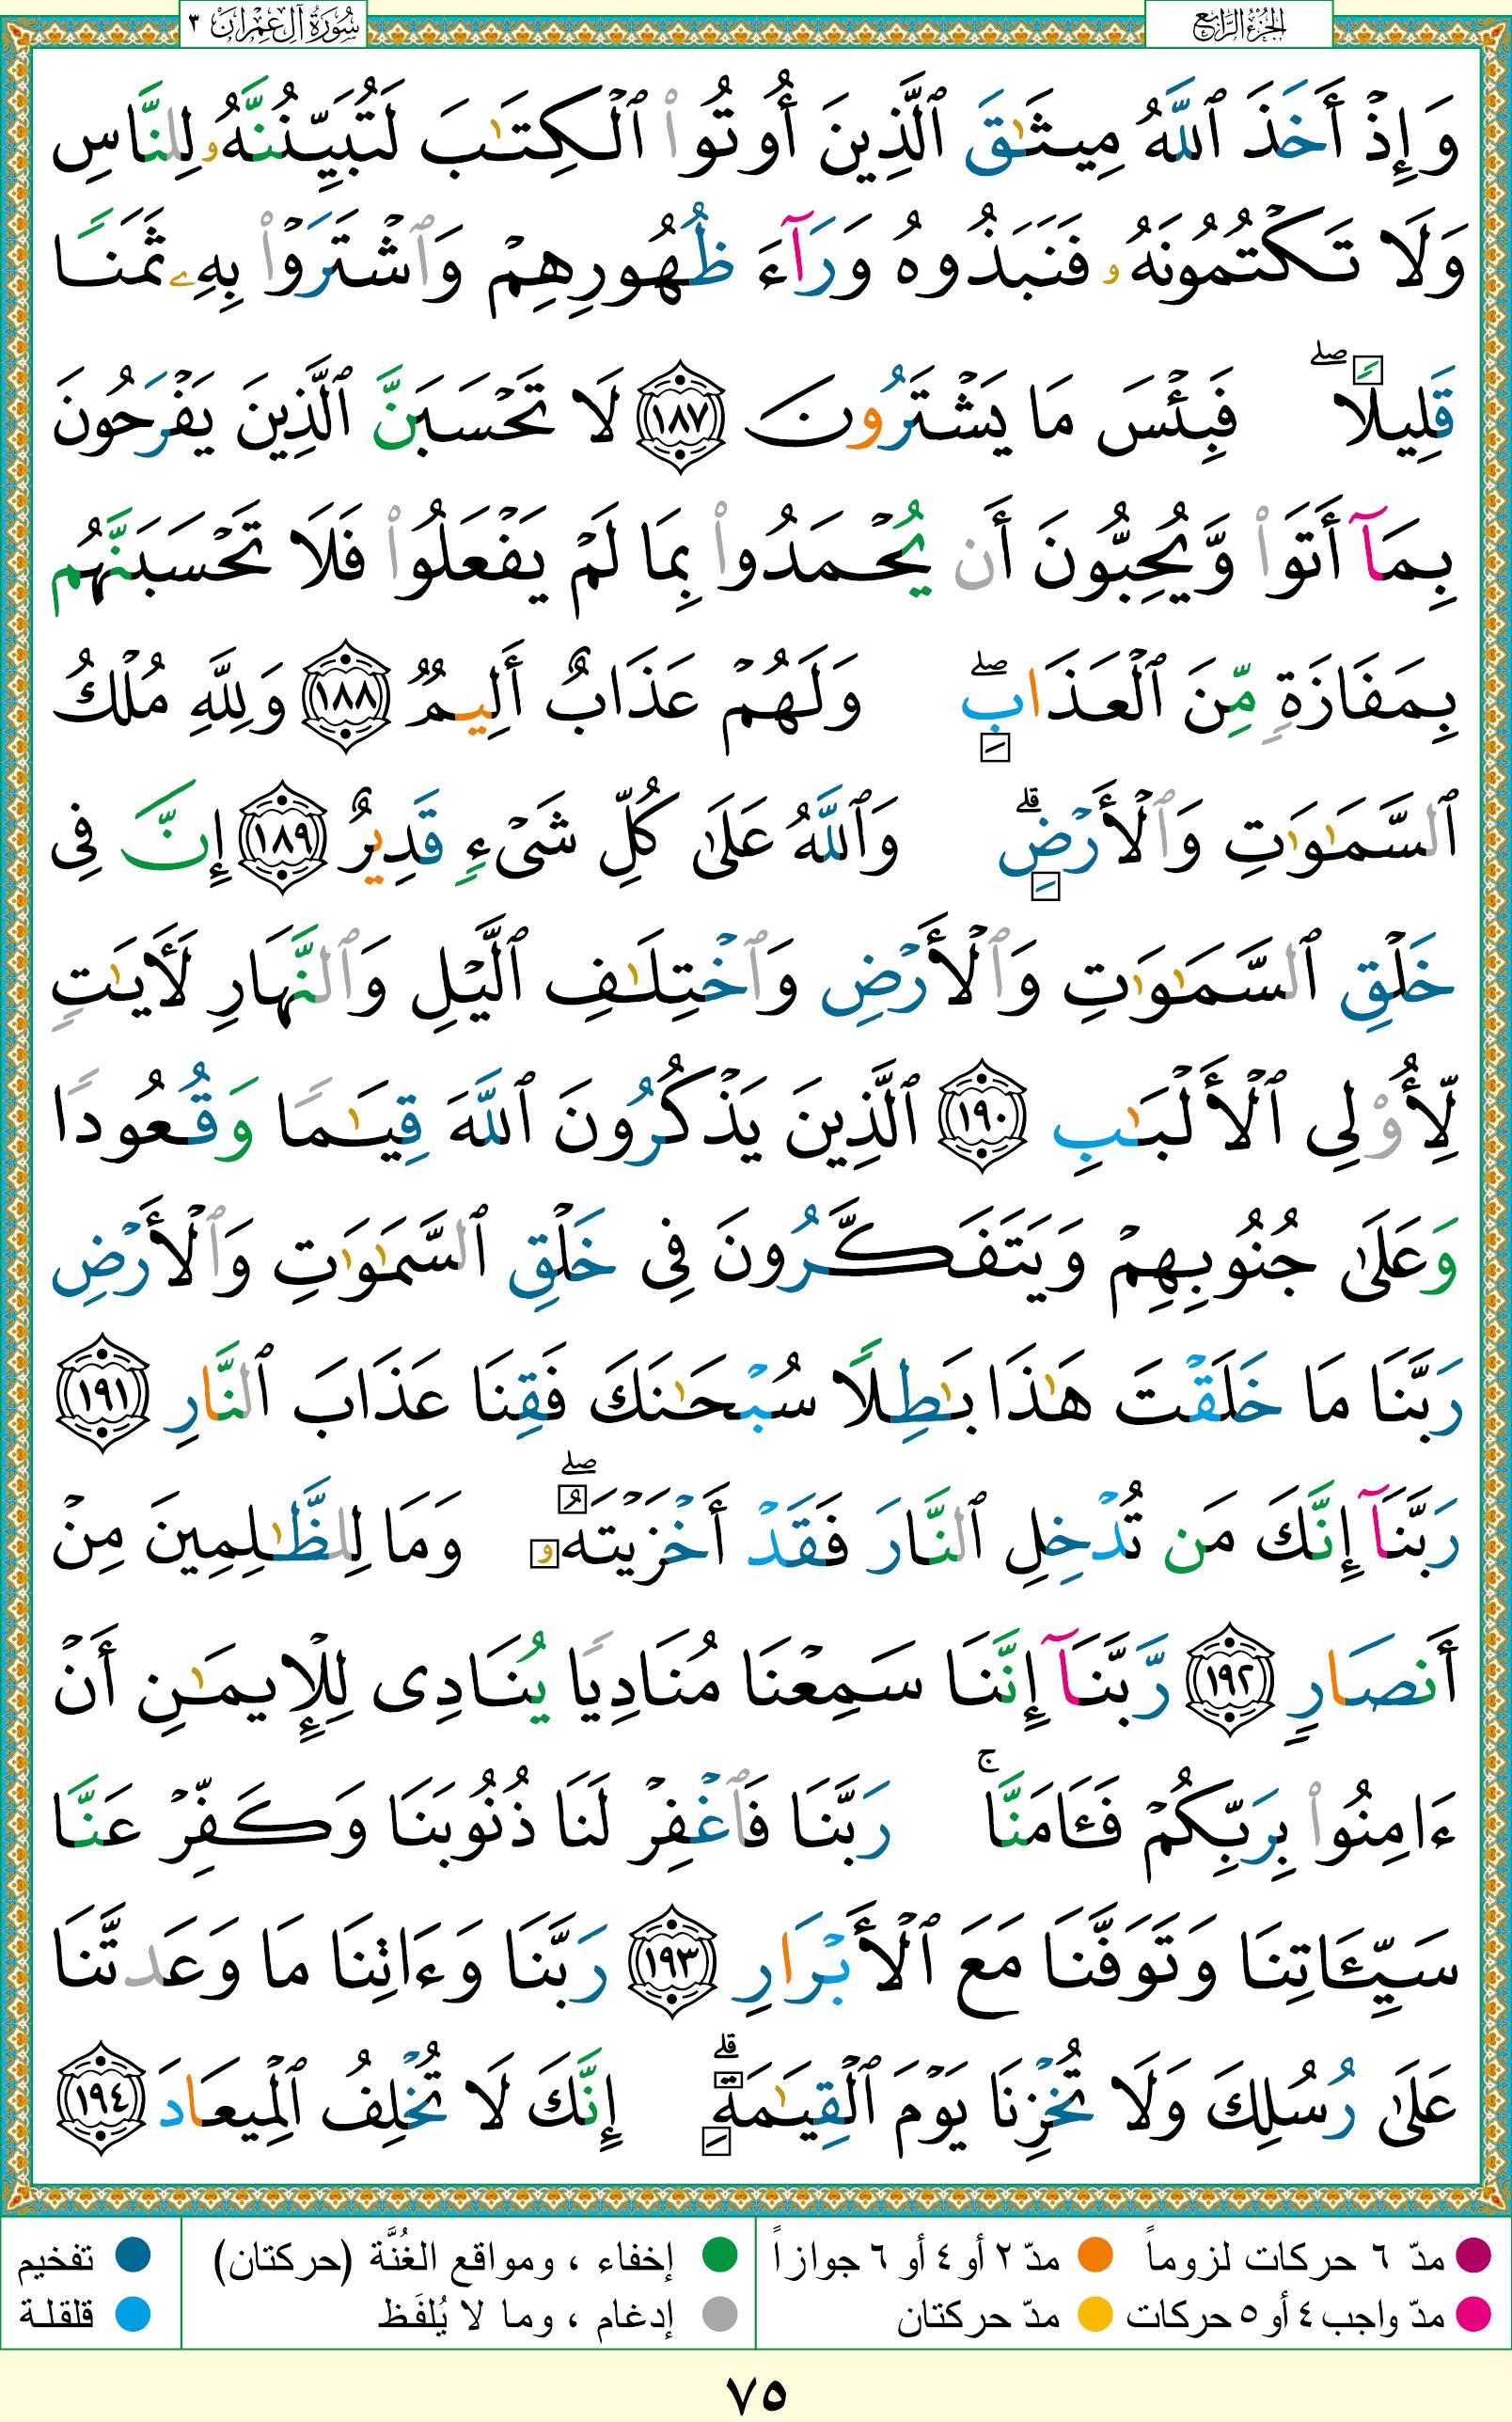 الجزء الرابع
سورة آل عمران ٣
وَإِذۡ أَخَذَ ٱللَّهُ مِيثَٰقَ ٱلَّذِينَ أُوتُواْ ٱلۡكِتَٰبَ لَتُبَيِّنُنَّهُۥ لِلنَّاسِ
وَلَا تَكۡتُمُونَهُۥ فَنَبَذُوهُ وَرَآءَ ظُهُورِهِمۡ وَٱشۡتَرَوۡاْ بِهِۦ ثَمَنٗا
قَلِيلٗاۖ فَبِئۡسَ مَا يَشۡتَرُونَ ١٨٧ لَا تَحۡسَبَنَّ ٱلَّذِينَ يَفۡرَحُونَ
بِمَآ أَتَواْ وَّيُحِبُّونَ أَن يُحۡمَدُواْ بِمَا لَمۡ يَفۡعَلُواْ فَلَا تَحۡسَبَنَّهُم
بِمَفَازَةٖ مِّنَ ٱلۡعَذَابِۖ وَلَهُمۡ عَذَابٌ أَلِيمٞ ١٨٨ وَلِلَّهِ مُلۡكُ
ٱلسَّمَٰوَٰتِ وَٱلۡأَرۡضِۗ وَٱللَّهُ عَلَىٰ كُلِّ شَيۡءٖ قَدِيرٌ ١٨٩ إِنَّ فِي
خَلۡقِ ٱلسَّمَٰوَٰتِ وَٱلۡأَرۡضِ وَٱخۡتِلَٰفِ ٱلَّيۡلِ وَٱلنَّهَارِ لَأٓيَٰتٖ
لِّأُوْلِي ٱلۡأَلۡبَٰبِ ١٩٠ ٱلَّذِينَ يَذۡكُرُونَ ٱللَّهَ قِيَٰمٗا وَقُعُودٗا
وَعَلَىٰ جُنُوبِهِمۡ وَيَتَفَكَّرُونَ فِي خَلۡقِ ٱلسَّمَٰوَٰتِ وَٱلۡأَرۡضِ
رَبَّنَا مَا خَلَقۡتَ هَٰذَا بَٰطِلٗا سُبۡحَٰنَكَ فَقِنَا عَذَابَ ٱلنَّارِ ١٩١
رَبَّنَآ إِنَّكَ مَن تُدۡخِلِ ٱلنَّارَ فَقَدۡ أَخۡزَيۡتَهُۥۖ وَمَا لِلظَّٰلِمِينَ مِنۡ
أَنصَارٖ ١٩٢ رَّبَّنَآ إِنَّنَا سَمِعۡنَا مُنَادِيٗا يُنَادِي لِلۡإِيمَٰنِ أَنۡ
ءَامِنُواْ بِرَبِّكُمۡ فَـَٔامَنَّاۚ رَبَّنَا فَٱغۡفِرۡ لَنَا ذُنُوبَنَا وَكَفِّرۡ عَنَّا
سَيِّـَٔاتِنَا وَتَوَفَّنَا مَعَ ٱلۡأَبۡرَارِ ١٩٣ رَبَّنَا وَءَاتِنَا مَا وَعَدتَّنَا
عَلَىٰ رُسُلِكَ وَلَا تُخۡزِنَا يَوۡمَ ٱلۡقِيَٰمَةِۗ إِنَّكَ لَا تُخۡلِفُ ٱلۡمِيعَادَ ١٩٤
مدّ ٦ حركات لزوماً مدّ ٢ أو ٤ أو ٦ جوازاً إخفاء ، ومواقع الغُنَّة (حركتان) تفخيم
مدّ واجب ٤ أو ٥ حركات مدّ حركتان إدغام ، وما لا يُلفَظ قلقلة
٧٥